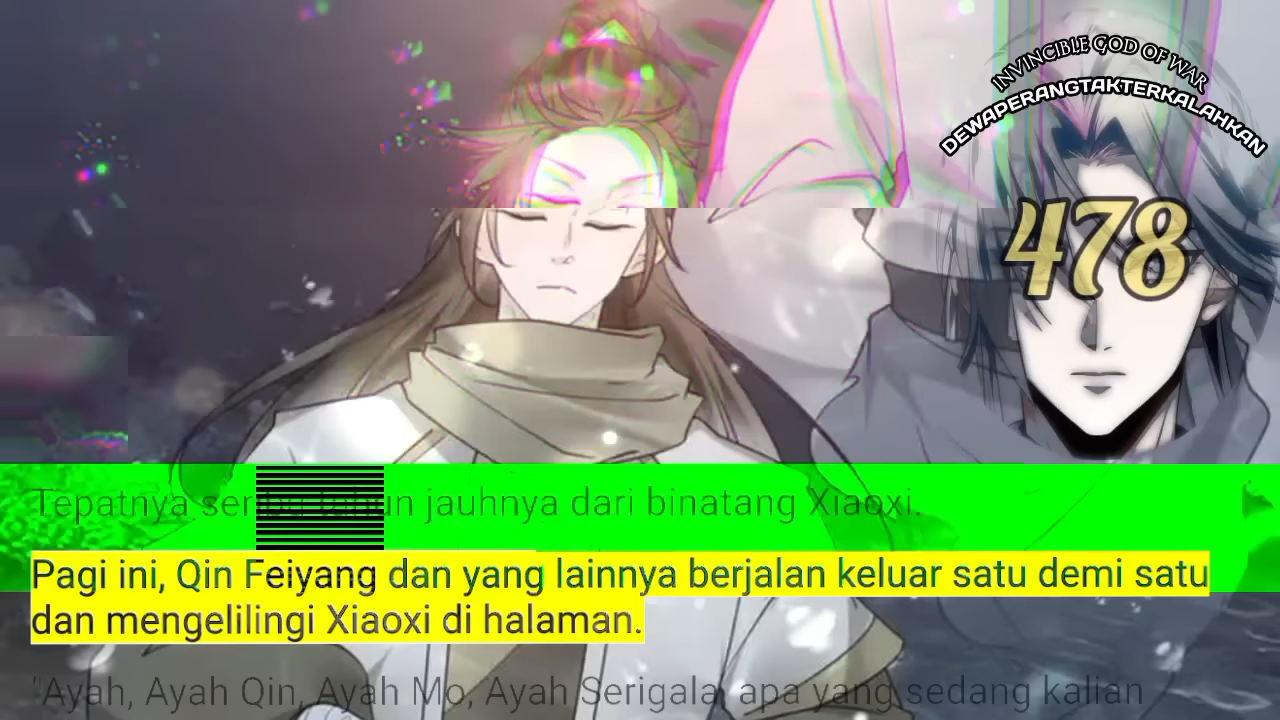 INVINCIBLE GOD OF WAR
DEWAPERANGTAKTERKALAHKAN
478
Tepatnya seribu tahun jauhnya dari binatang Xiaoxi.
Pagi ini, Qin Feiyang dan yang lainnya berjalan keluar satu demi satu
dan mengelilingi Xiaoxi di halaman.
"Ayah, Ayah Qin, Ayah Mo, Ayah Serigala, apa yang sedang kalian